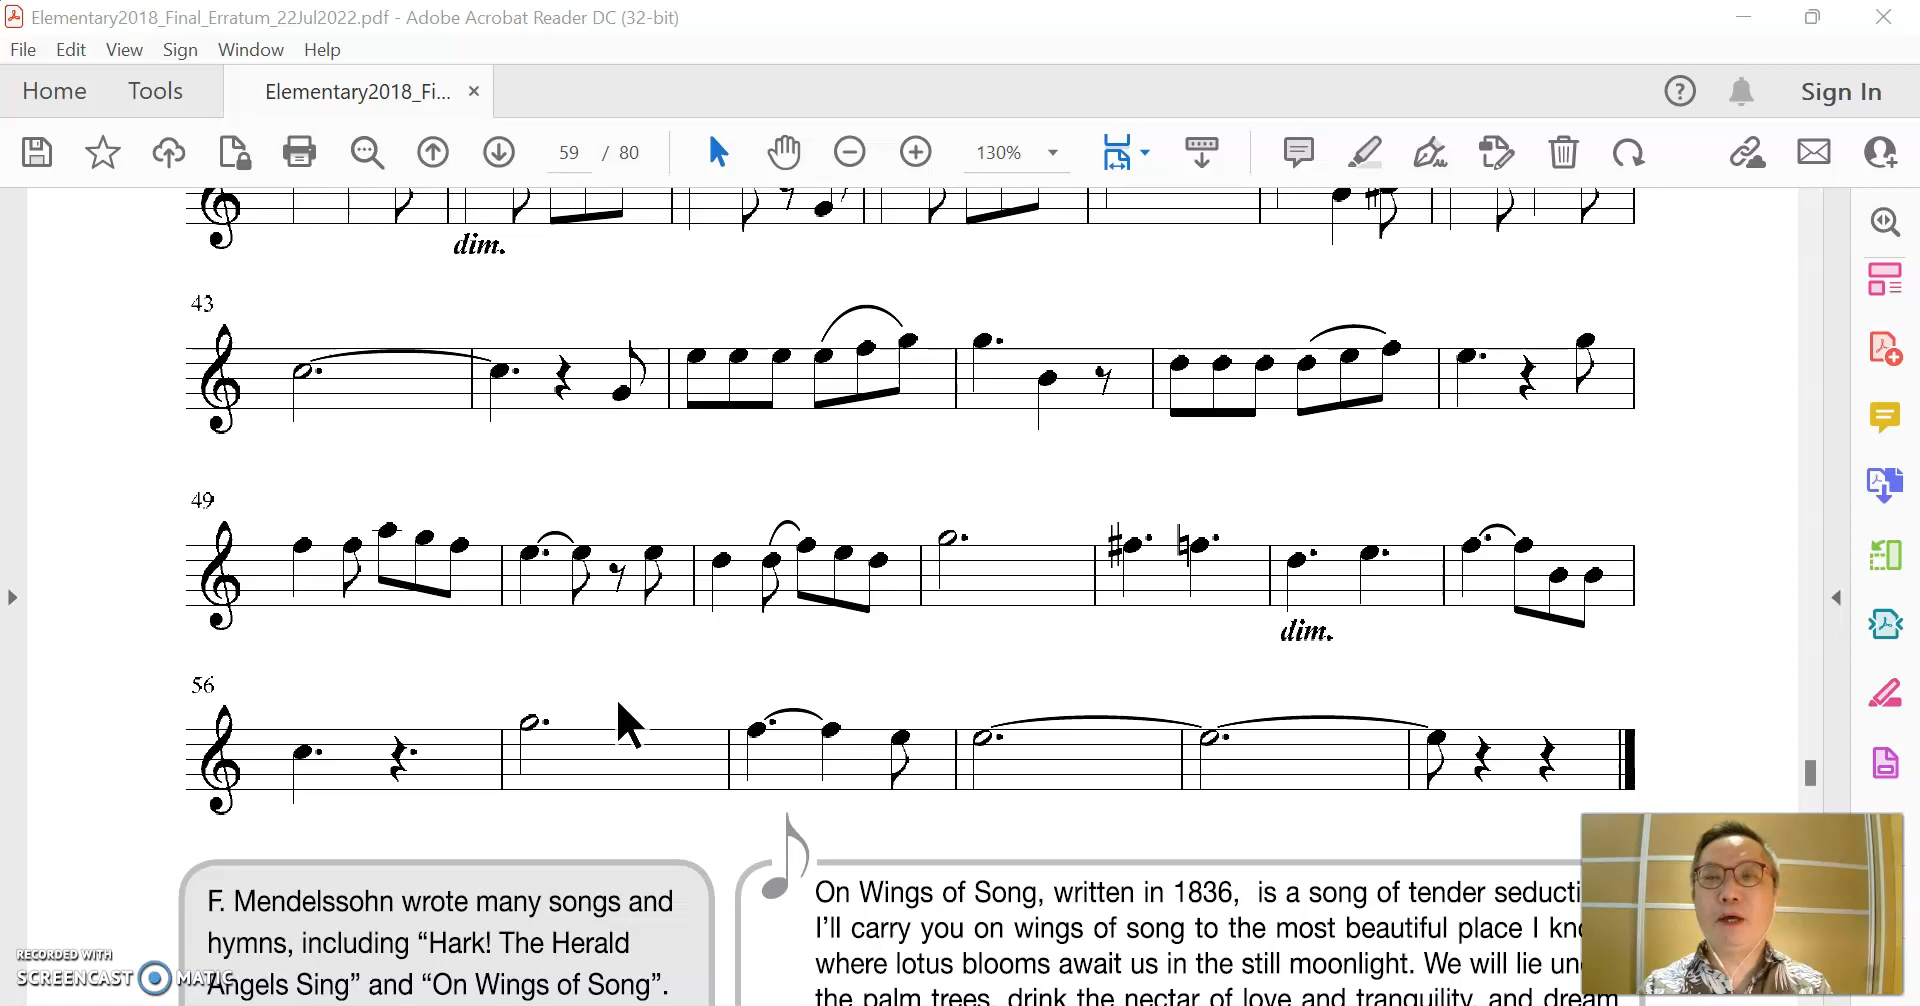 Elementary2018_Final_Erratum_22Jul2022.pdf - Adobe Acrobat Reader DC (32-bit)
File Edit View Sign Window Help
Home Tools Elementary2018_Fi... × ? Sign In
59 / 80 130%
dim.
43
49
dim.
56
F. Mendelssohn wrote many songs and
hymns, including “Hark! The Herald
Angels Sing” and “On Wings of Song”.
On Wings of Song, written in 1836, is a song of tender seducti
I’ll carry you on wings of song to the most beautiful place I kn
where lotus blooms await us in the still moonlight. We will lie un
the palm trees, drink the nectar of love and tranquility, and dream
RECORDED WITH
SCREENCAST MATIC